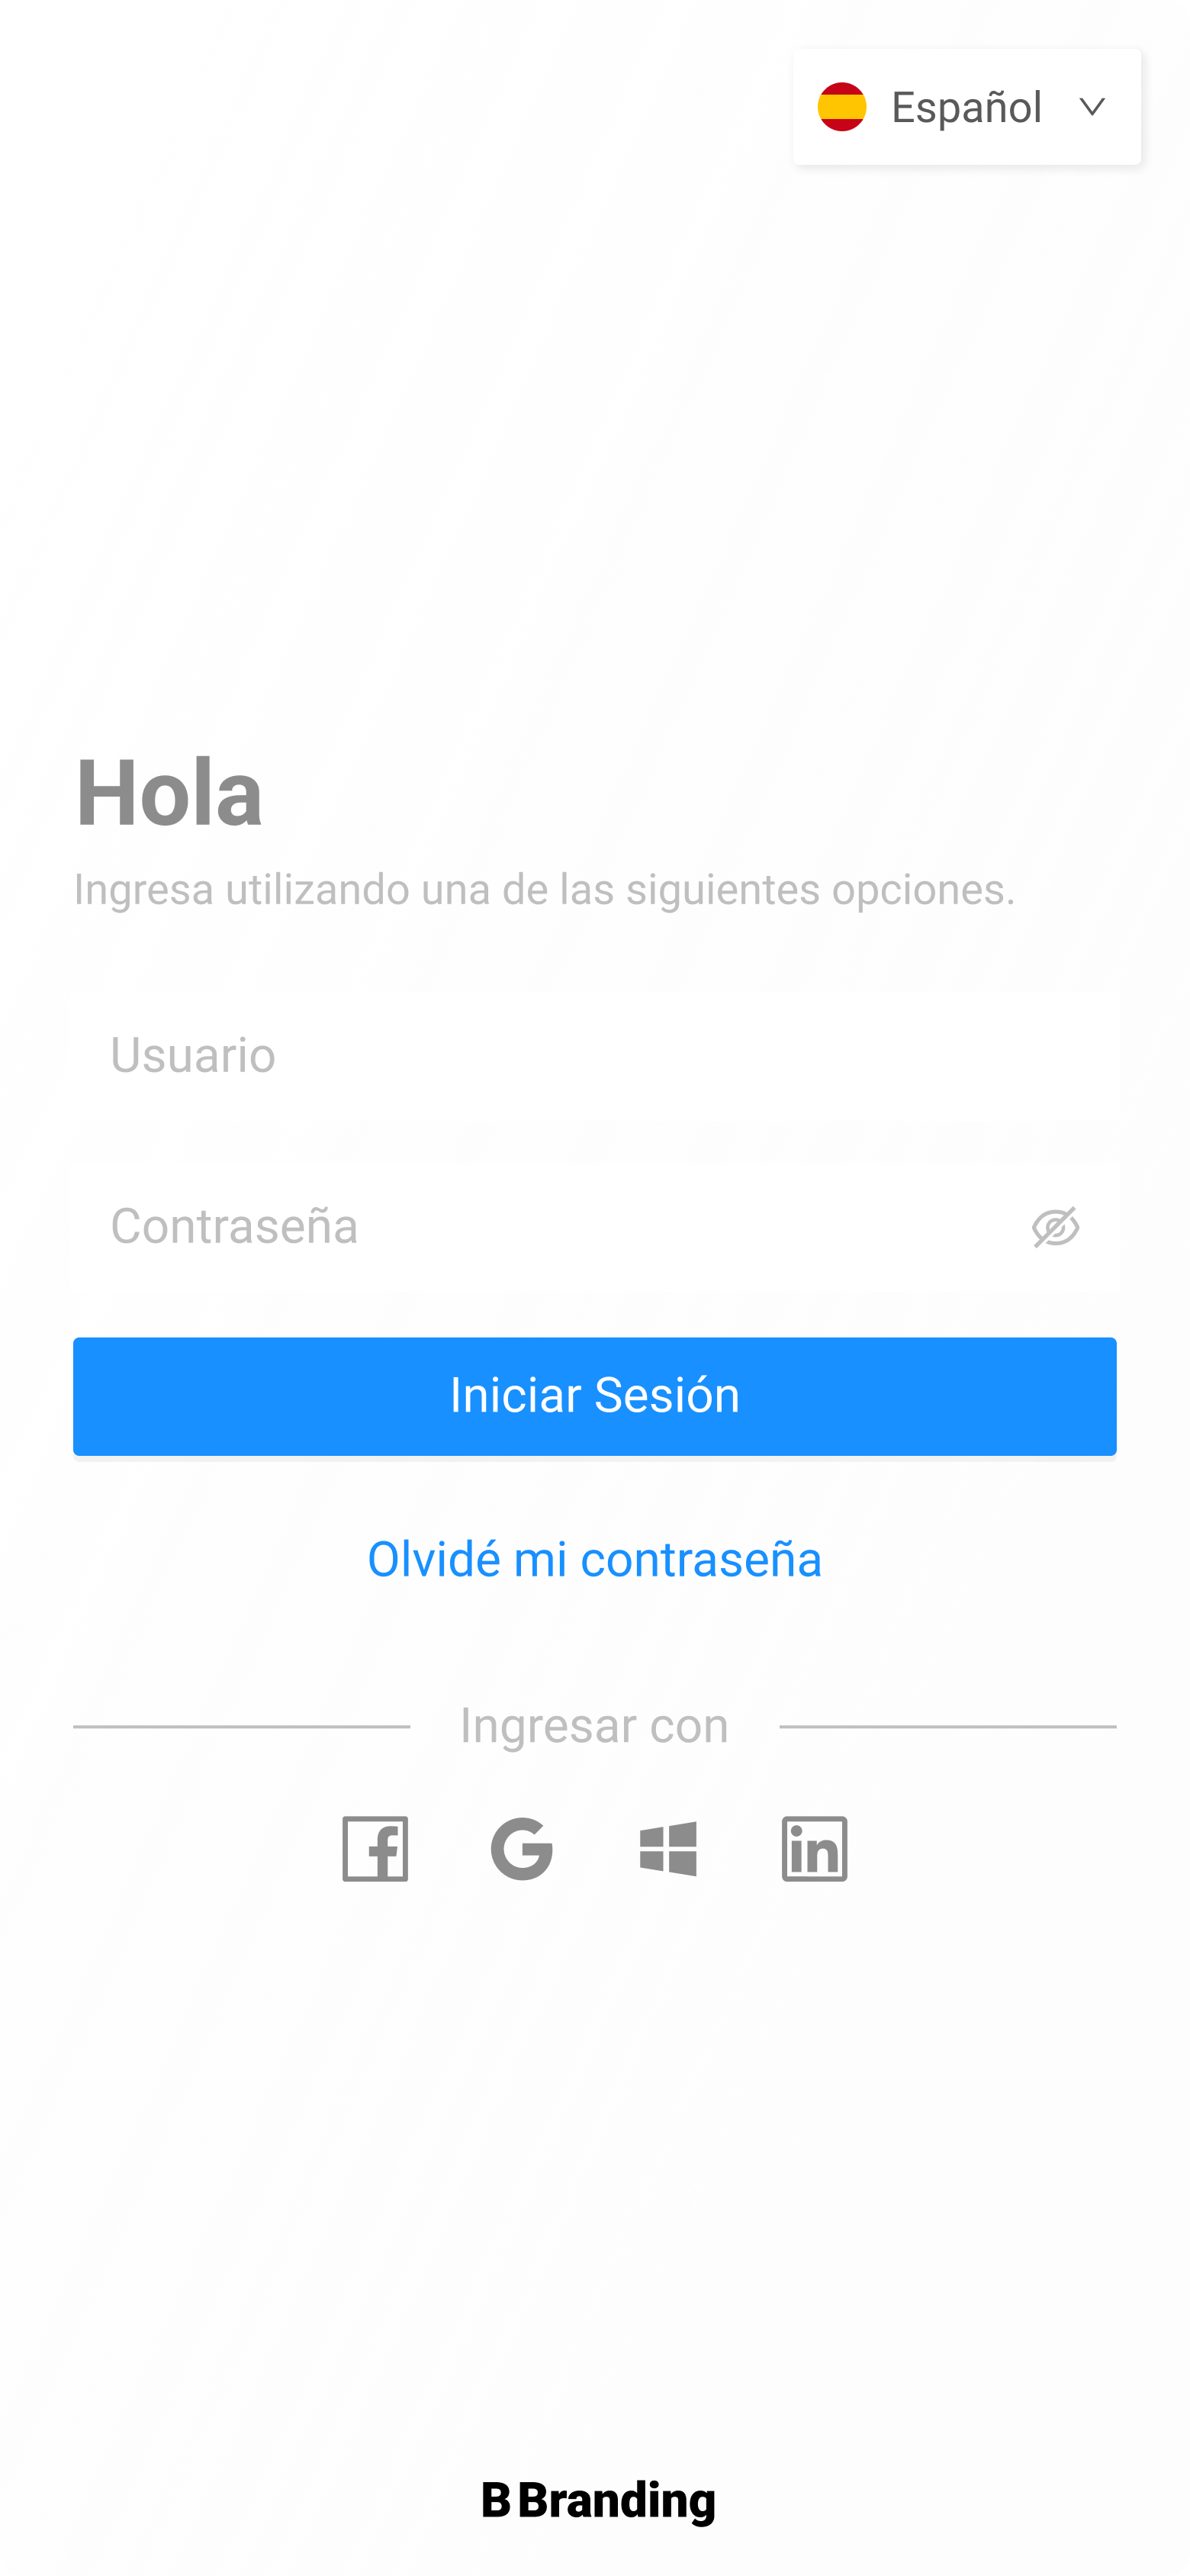 Español
Hola
Ingresa utilizando una de las siguientes opciones.
Usuario
Contraseña
Iniciar Sesión
Olvidé mi contraseña
Ingresar con
B Branding